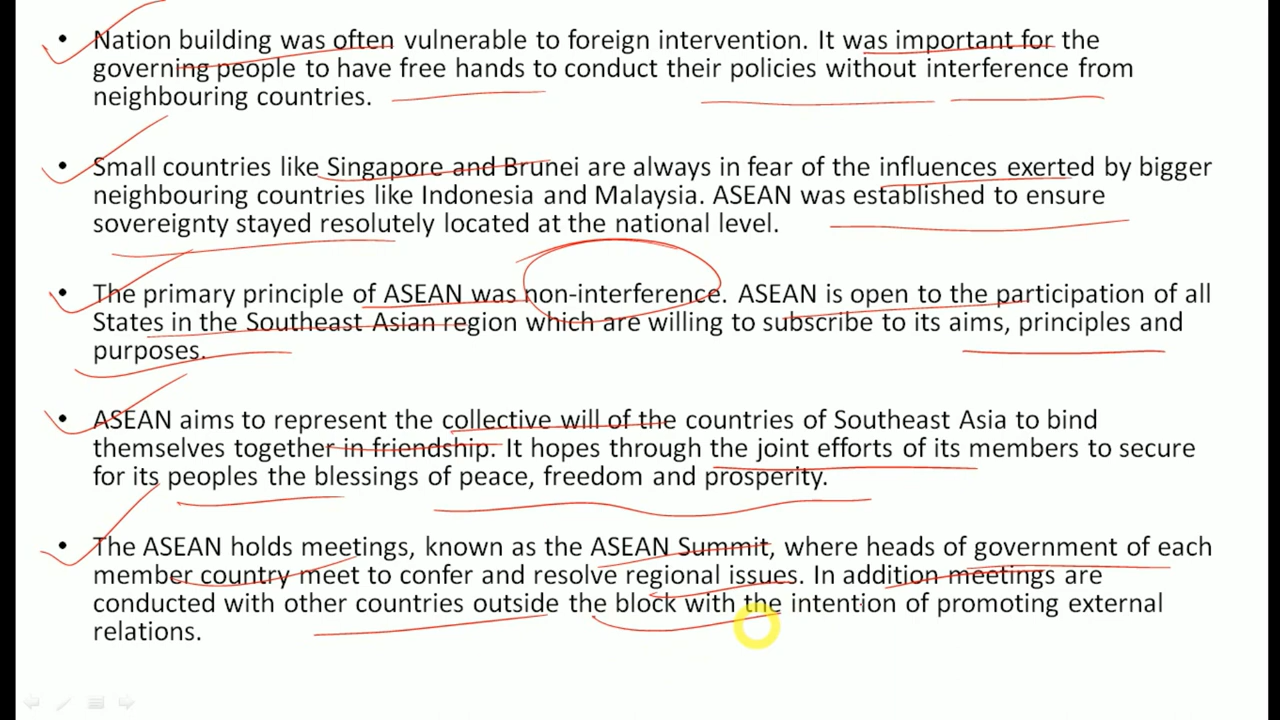 • Nation building was often vulnerable to foreign intervention. It was important for the
governing people to have free hands to conduct their policies without interference from
neighbouring countries.
• Small countries like Singapore and Brunei are always in fear of the influences exerted by bigger
neighbouring countries like Indonesia and Malaysia. ASEAN was established to ensure
sovereignty stayed resolutely located at the national level.
• The primary principle of ASEAN was non-interference. ASEAN is open to the participation of all
States in the Southeast Asian region which are willing to subscribe to its aims, principles and
purposes.
• ASEAN aims to represent the collective will of the countries of Southeast Asia to bind
themselves together in friendship. It hopes through the joint efforts of its members to secure
for its peoples the blessings of peace, freedom and prosperity.
• The ASEAN holds meetings, known as the ASEAN Summit, where heads of government of each
member country meet to confer and resolve regional issues. In addition meetings are
conducted with other countries outside the block with the intention of promoting external
relations.